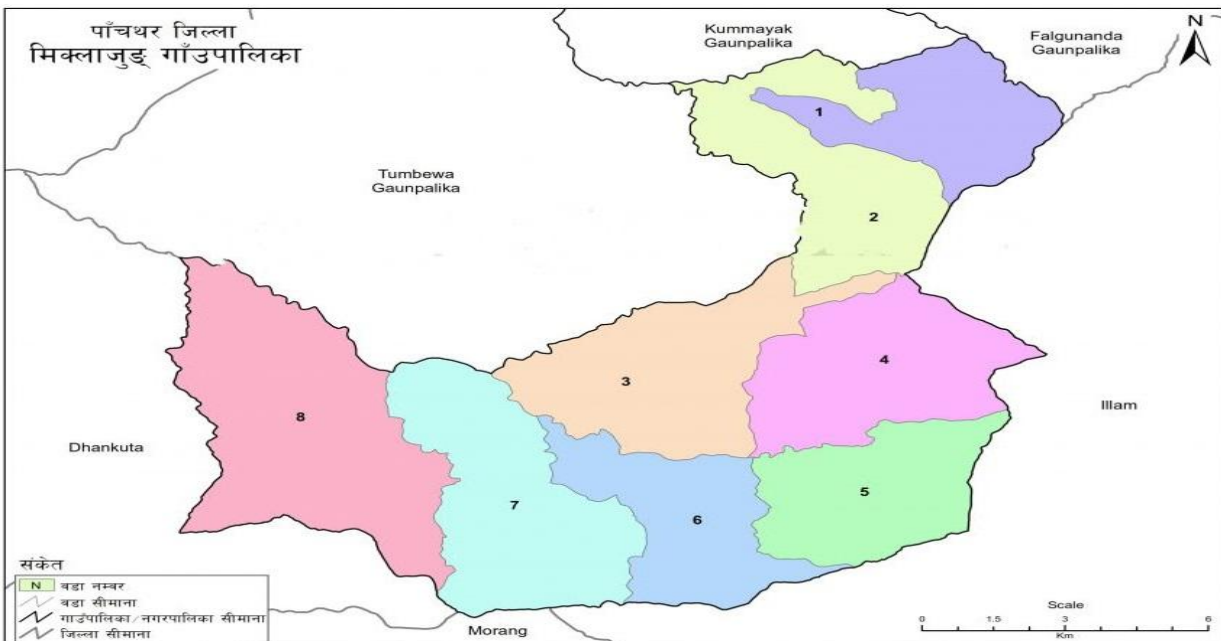 पाँचथर जिल्ला
मिक्लाजुङ् गाँउपालिका
Kummayak
Gaunpalika
Falgunanda
Gaunpalika
N
1
Tumbewa
Gaunpalika
2
3
4
Illam
8
Dhankuta
5
7
6
Morang
संकेत
N वडा नम्बर
वडा सीमाना
गाउँपालिका/नगरपालिका सीमाना
जिल्ला सीमाना
Scale
0 1.5 3 6
Km